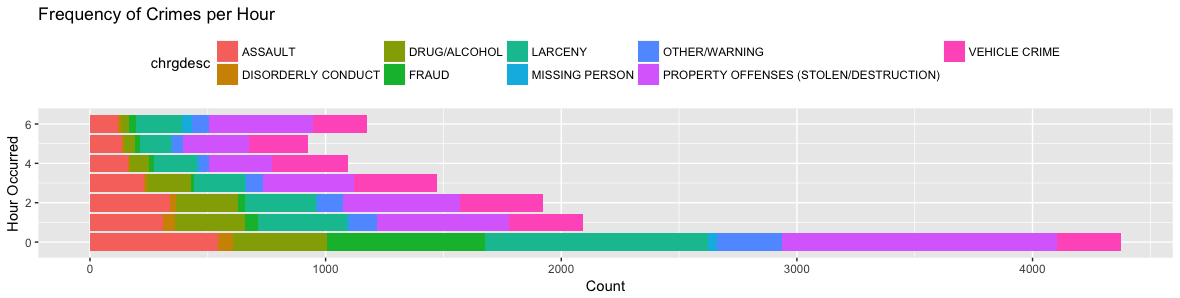 Frequency of Crimes per Hour
chrgdesc
ASSAULT
DRUG/ALCOHOL
LARCENY
OTHER/WARNING
VEHICLE CRIME
DISORDERLY CONDUCT
FRAUD
MISSING PERSON
PROPERTY OFFENSES (STOLEN/DESTRUCTION)
Hour Occurred
6
4
2
0
0 1000 2000 3000 4000
Count